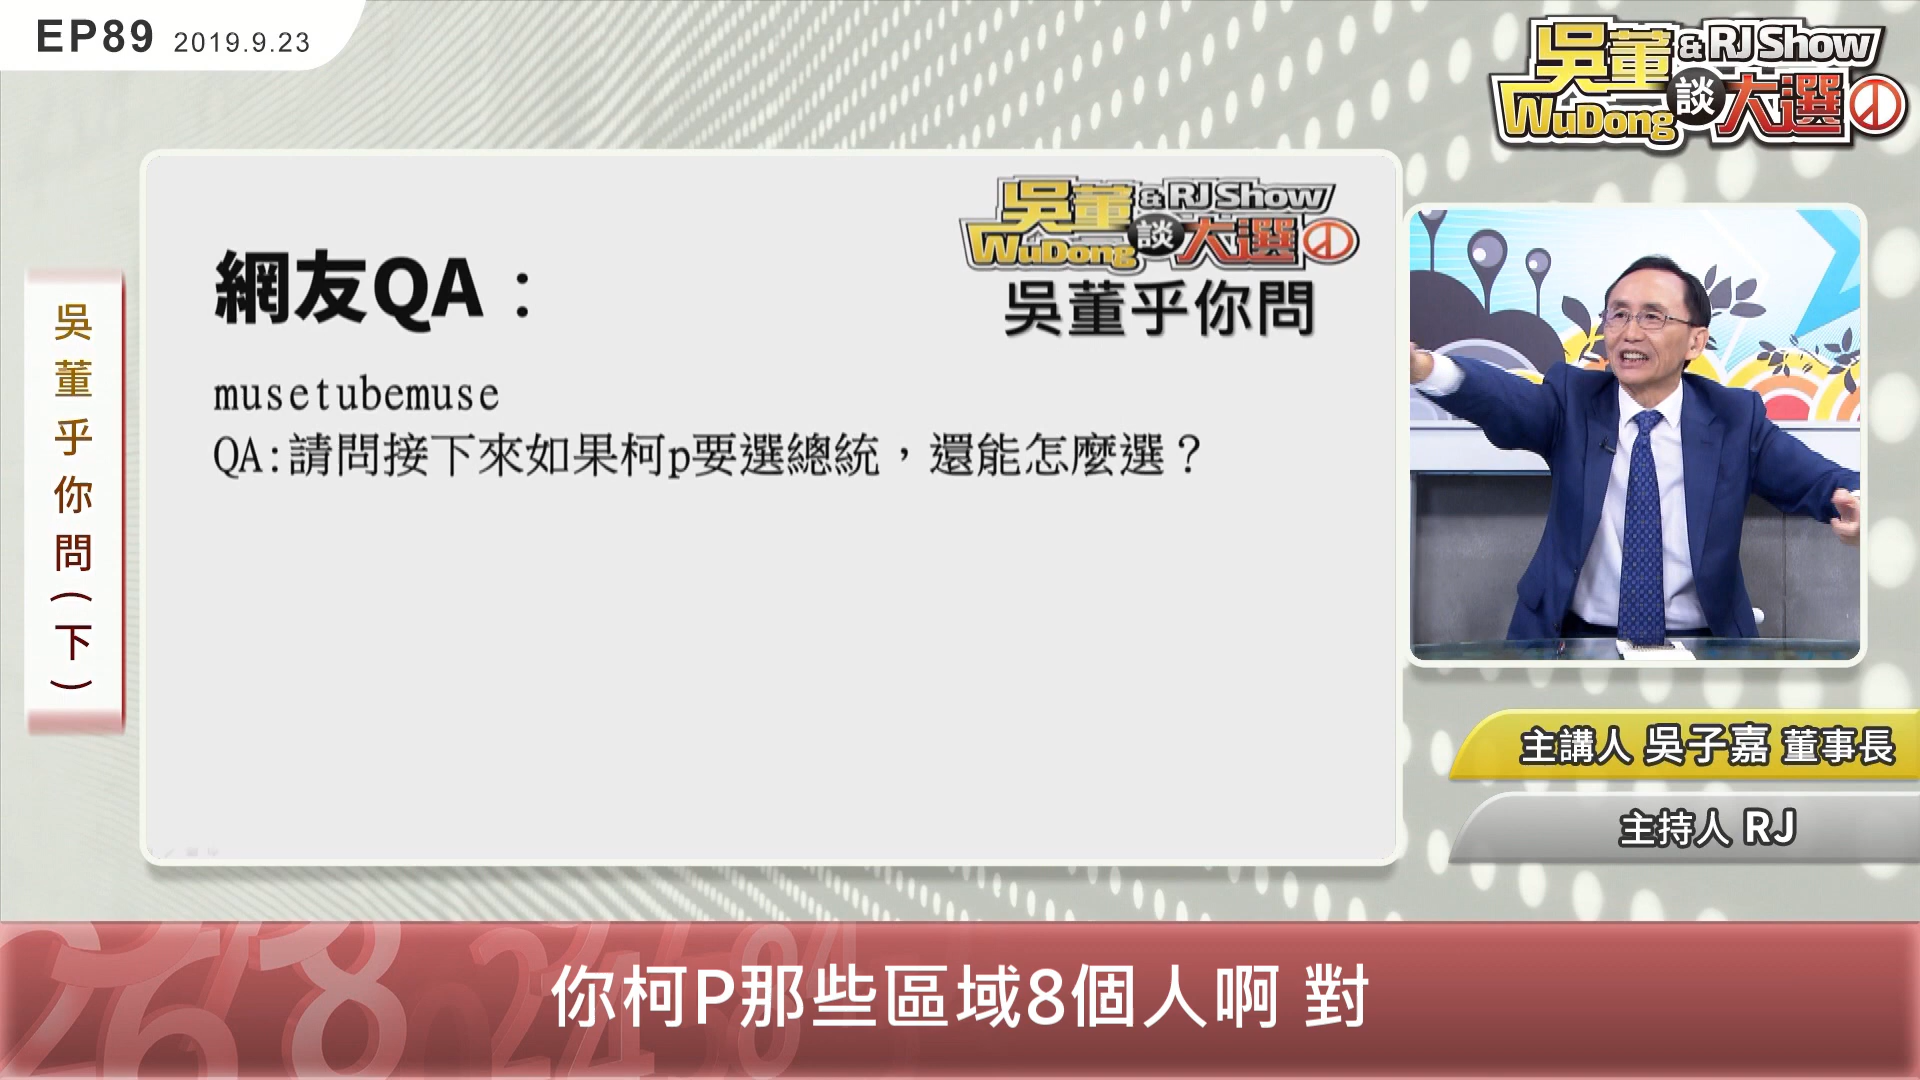 EP89 2019.9.23
吳董 & RJ Show
WuDong 談大選
吳董 & RJ Show
WuDong 談大選
吳董乎你問
網友QA：
musetubemuse
QA:請問接下來如果柯p要選總統，還能怎麼選？
吳董乎你問(下)
主講人 吳子嘉 董事長
主持人 RJ
你柯P那些區域8個人啊 對